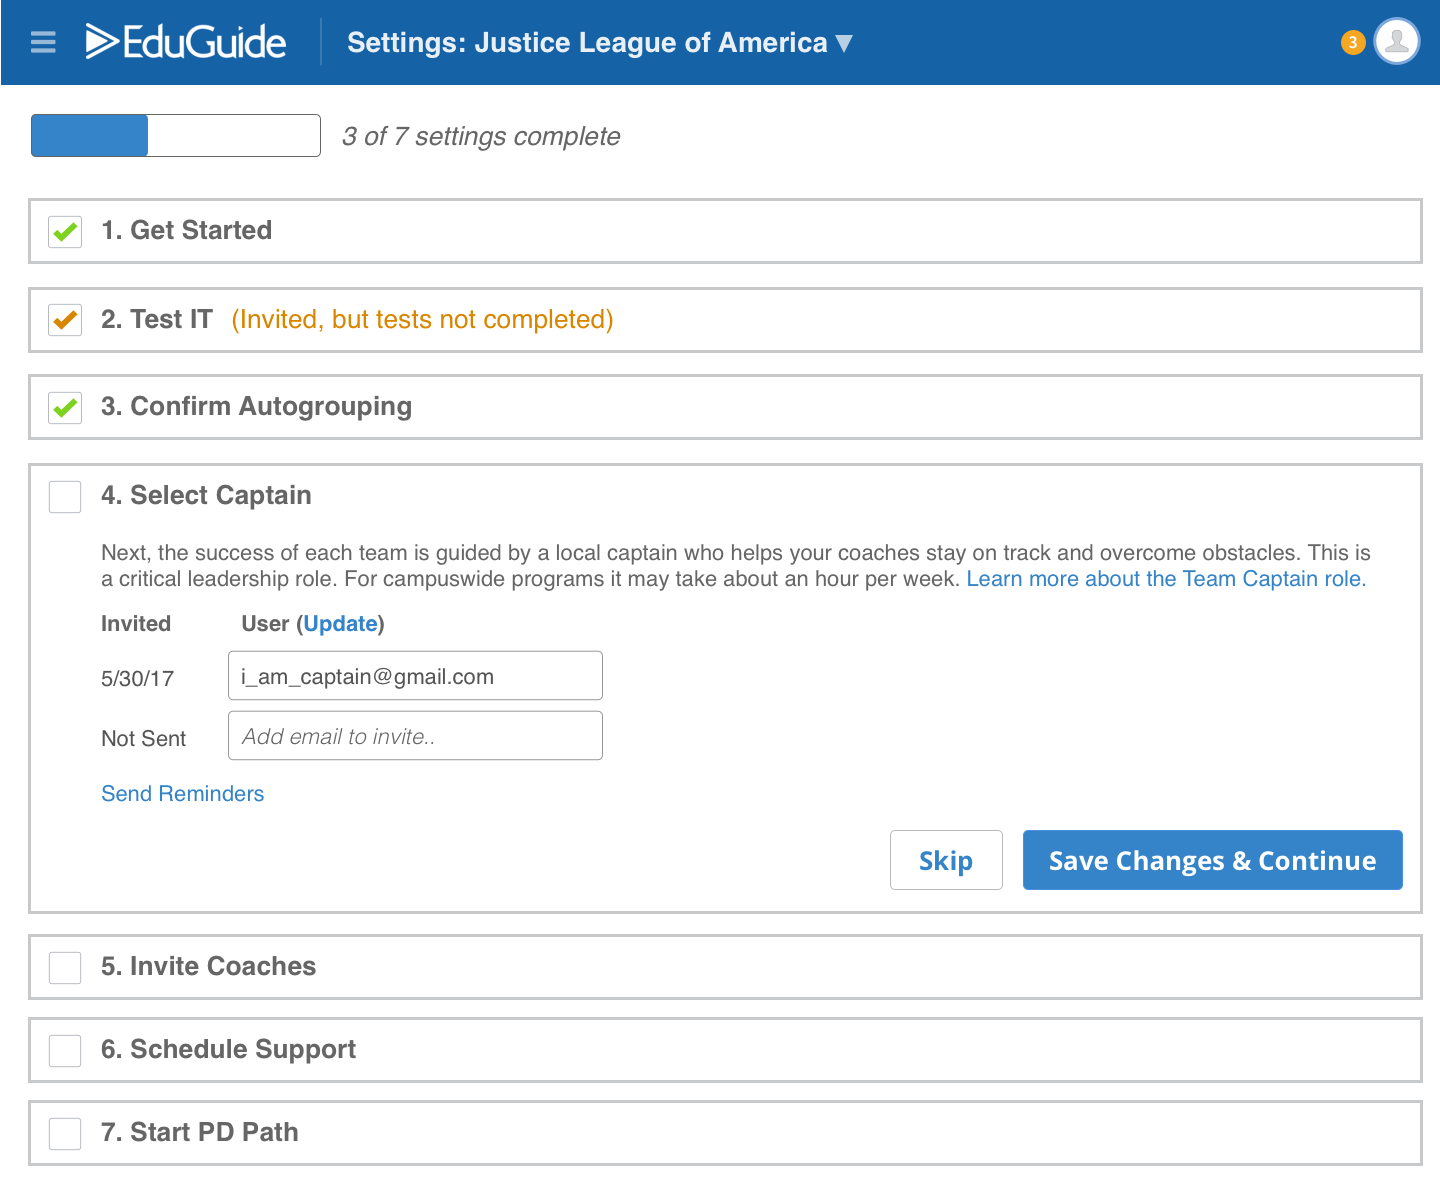 EduGuide
Settings: Justice League of America ▼
3
3 of 7 settings complete
1. Get Started
2. Test IT (Invited, but tests not completed)
3. Confirm Autogrouping
4. Select Captain
Next, the success of each team is guided by a local captain who helps your coaches stay on track and overcome obstacles. This is
a critical leadership role. For campuswide programs it may take about an hour per week. Learn more about the Team Captain role.
Invited User (Update)
5/30/17 i_am_captain@gmail.com
Not Sent Add email to invite..
Send Reminders
Skip Save Changes & Continue
5. Invite Coaches
6. Schedule Support
7. Start PD Path